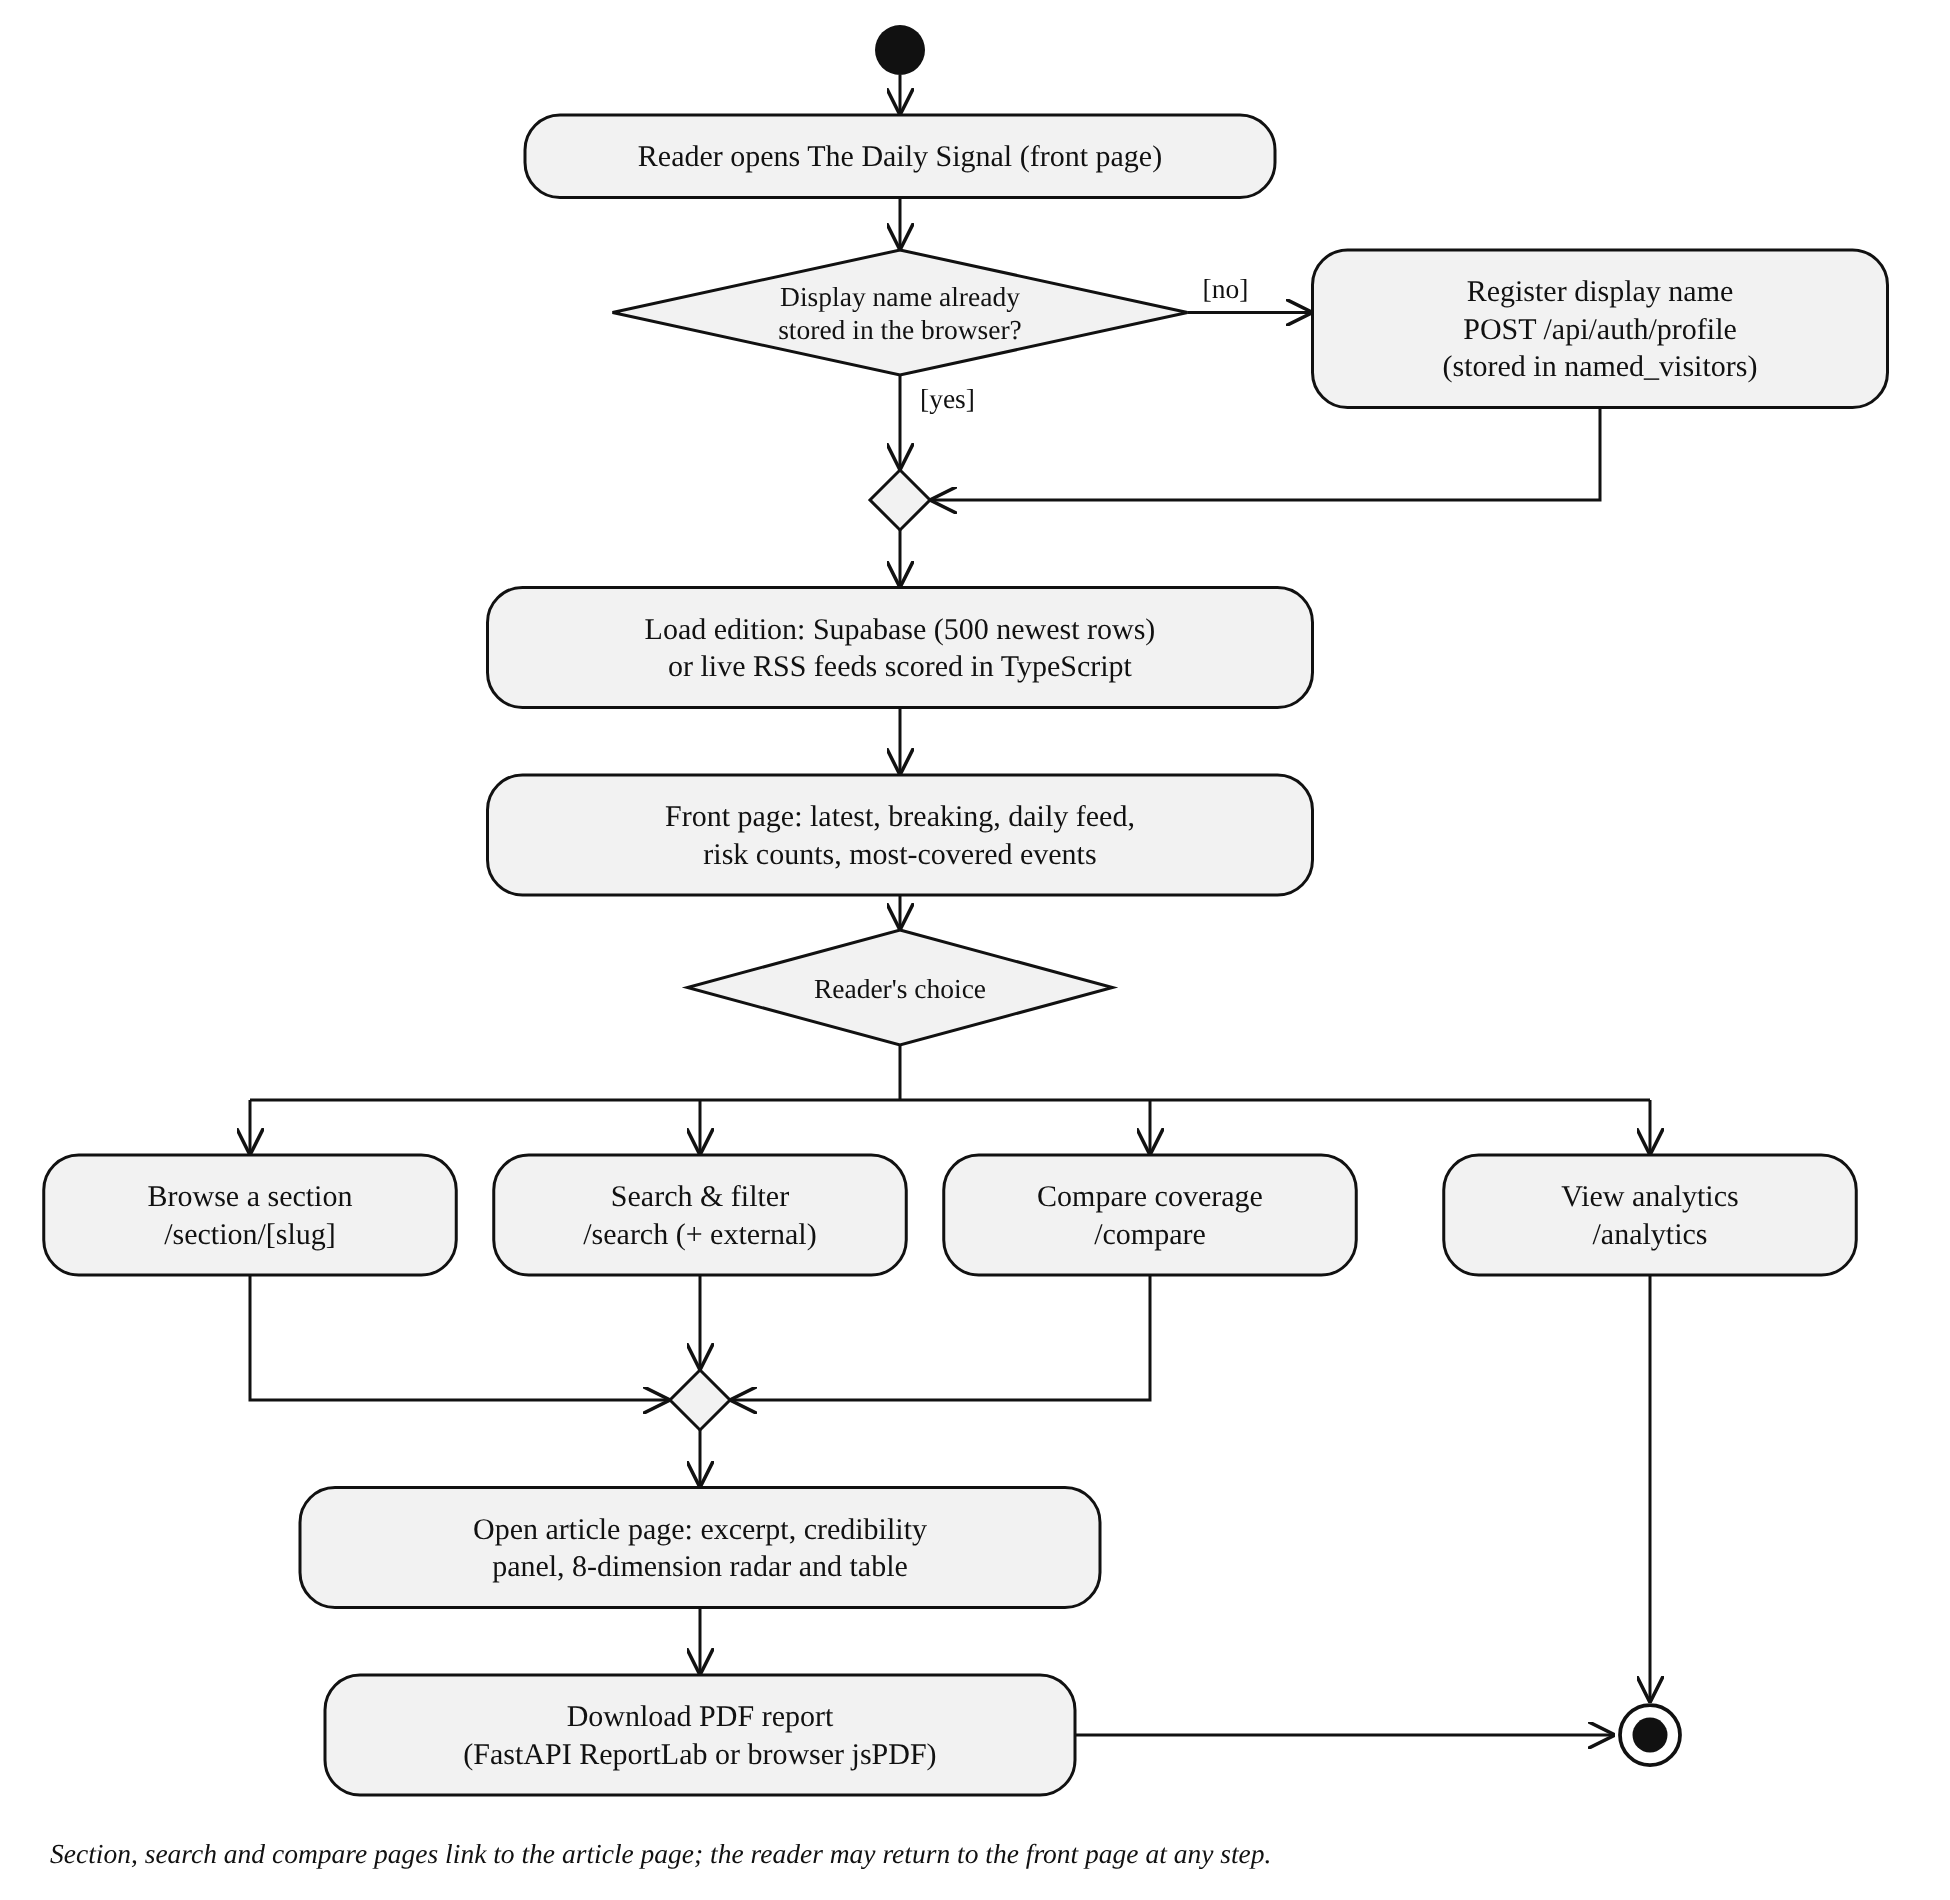 Reader opens The Daily Signal (front page)
Display name already
stored in the browser?
[no]
Register display name
POST /api/auth/profile
(stored in named_visitors)
[yes]
Load edition: Supabase (500 newest rows)
or live RSS feeds scored in TypeScript
Front page: latest, breaking, daily feed,
risk counts, most-covered events
Reader's choice
Browse a section
/section/[slug]
Search & filter
/search (+ external)
Compare coverage
/compare
View analytics
/analytics
Open article page: excerpt, credibility
panel, 8-dimension radar and table
Download PDF report
(FastAPI ReportLab or browser jsPDF)
Section, search and compare pages link to the article page; the reader may return to the front page at any step.